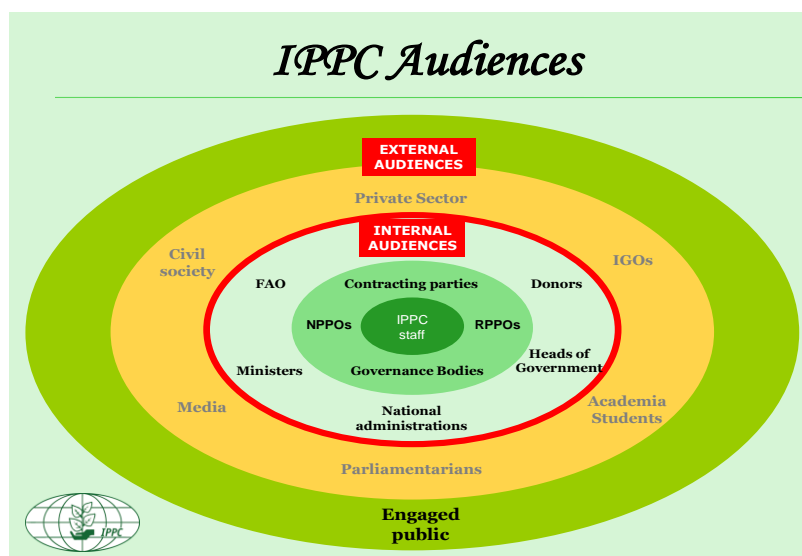 IPPC Audiences
EXTERNAL
AUDIENCES
Private Sector
INTERNAL
AUDIENCES
Civil
society
IGOs
FAO
Contracting parties
Donors
NPPOs
IPPC
staff
RPPOs
Ministers
Governance Bodies
Heads of
Government
Media
National
administrations
Academia
Students
Parliamentarians
Engaged
public
IPPC